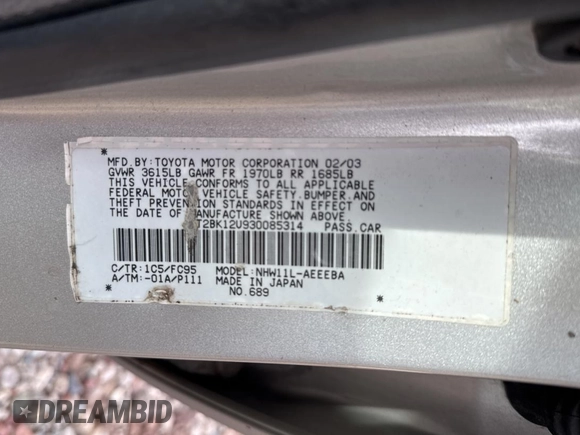 MFD.BY:TOYOTA MOTOR CORPORATION 02/03
GVWR 3615LB GAWR FR 1970LB RR 1685LB
THIS VEHICLE CONFORMS TO ALL APPLICABLE
FEDERAL MOTOR VEHICLE SAFETY.BUMPER.AND
THEFT PREVENTION STANDARDS IN EFFECT ON
THE DATE OF MANUFACTURE SHOWN ABOVE.
T2BK12U930085314 PASS.CAR
C/TR:1C5/FC95 MODEL:NHW11L-AEEEBA
A/TM:-01A/P111 MADE IN JAPAN
NO.689
DREAMBID